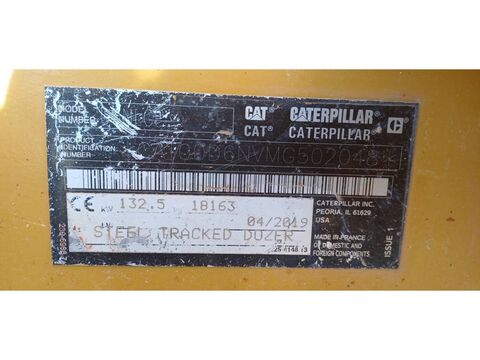 MODEL
NUMBER
CAT CATERPILLAR
CAT® CATERPILLAR®
PRODUCT
IDENTIFICATION
NUMBER
CE 132.5 18163
04/2019
STEEL TRACKED DOZER
CATERPILLAR INC.
PEORIA, IL 61629
USA
MADE IN FRANCE
OF DOMESTIC AND
FOREIGN COMPONENTS
ISSUE 1